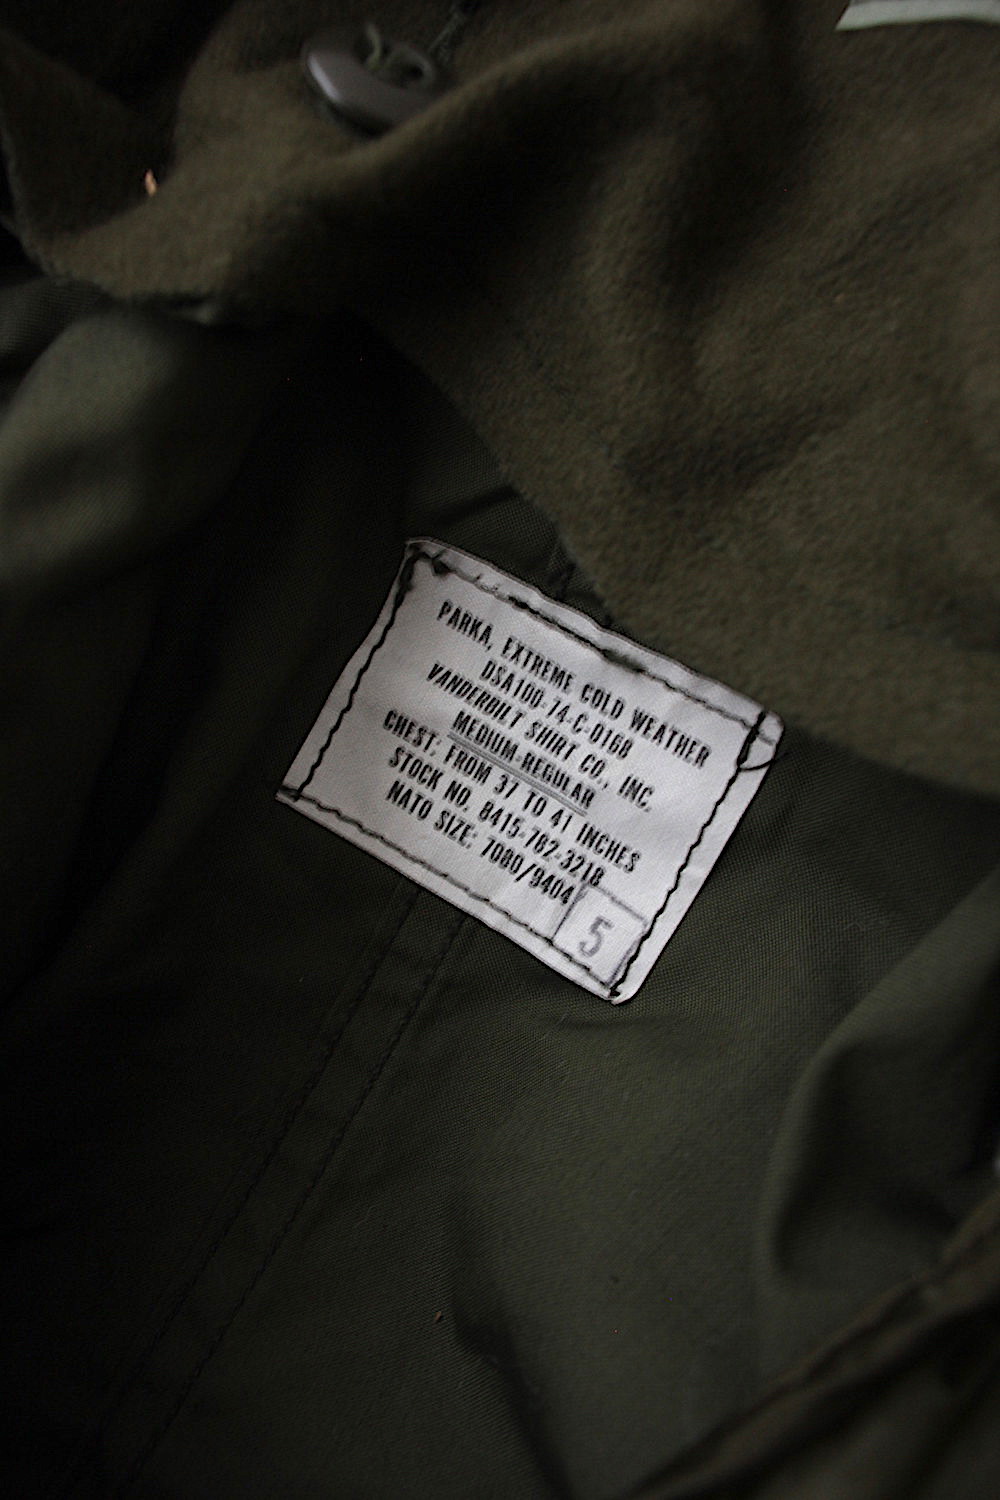 PARKA, EXTREME COLD WEATHER
DSA100-74-C-0168
VANDERBILT SHIRT CO., INC.
MEDIUM-REGULAR
CHEST: FROM 37 TO 41 INCHES
STOCK NO. 8415-782-3218
NATO SIZE: 7080/9404
5